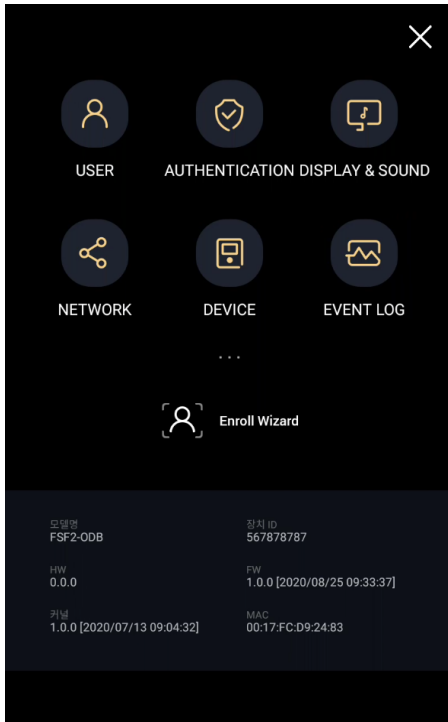 USER
AUTHENTICATION
DISPLAY & SOUND
NETWORK
DEVICE
EVENT LOG
...
Enroll Wizard
모델명
FSF2-ODB
장치 ID
567878787
HW
0.0.0
FW
1.0.0 [2020/08/25 09:33:37]
커널
1.0.0 [2020/07/13 09:04:32]
MAC
00:17:FC:D9:24:83